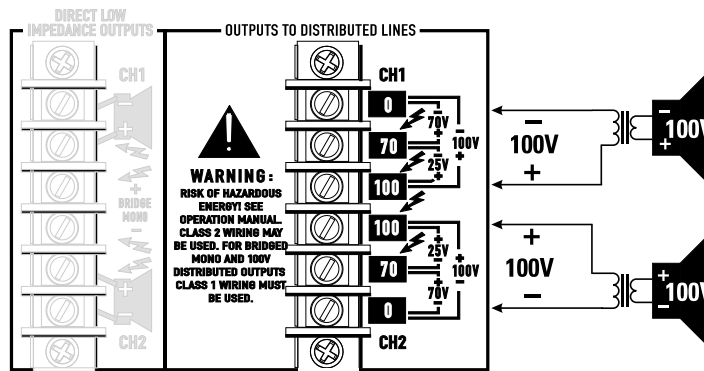 DIRECT LOW
IMPEDANCE OUTPUTS
OUTPUTS TO DISTRIBUTED LINES
CH1
+
BRIDGE
MONO
−
CH2
−
+
+
−
WARNING:
RISK OF HAZARDOUS
ENERGY! SEE
OPERATION MANUAL.
CLASS 2 WIRING MAY
BE USED. FOR BRIDGED
MONO AND 100V
DISTRIBUTED OUTPUTS
CLASS 1 WIRING MUST
BE USED.
CH1
0
70
100
100
70
0
CH2
− 70V +
− 25V +
− 100V +
+ 25V −
+ 70V −
+ 100V −
−
100V
+
+
100V
−
−
100V
+
+
100V
−